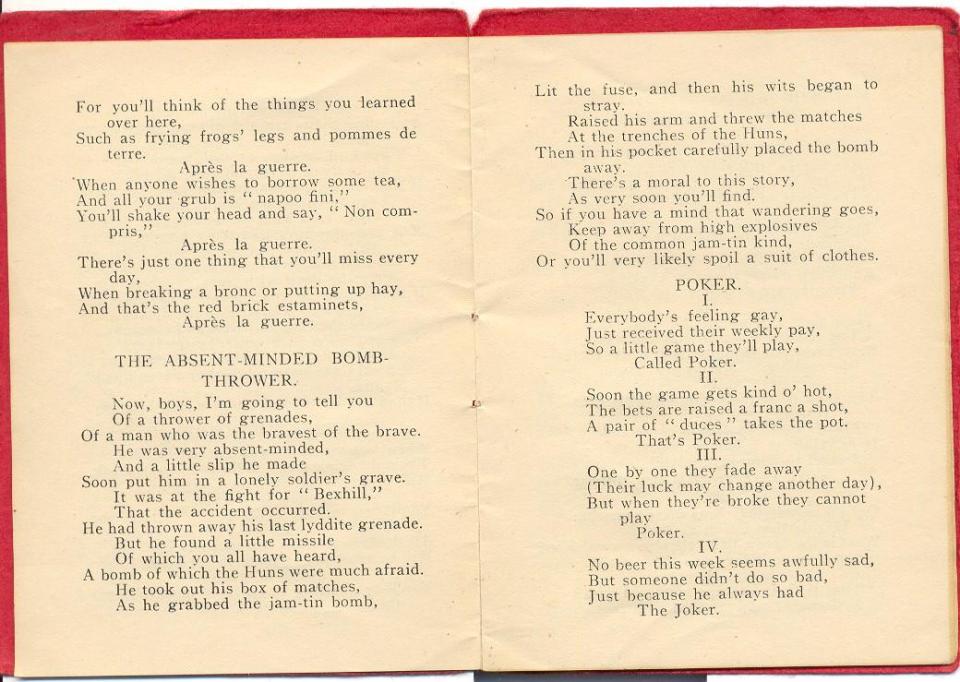 For you'll think of the things you learned
over here,
Such as frying frogs' legs and pommes de
terre.
Après la guerre.
When anyone wishes to borrow some tea,
And all your grub is " napoo fini,"
You'll shake your head and say, " Non com-
pris,"
Après la guerre.
There's just one thing that you'll miss every
day,
When breaking a bronc or putting up hay,
And that's the red brick estaminets,
Après la guerre.
THE ABSENT-MINDED BOMB-
THROWER.
Now, boys, I'm going to tell you
Of a thrower of grenades,
Of a man who was the bravest of the brave.
He was very absent-minded,
And a little slip he made
Soon put him in a lonely soldier's grave.
It was at the fight for " Bexhill,"
That the accident occurred.
He had thrown away his last lyddite grenade.
But he found a little missile
Of which you all have heard,
A bomb of which the Huns were much afraid.
He took out his box of matches,
As he grabbed the jam-tin bomb,
Lit the fuse, and then his wits began to
stray.
Raised his arm and threw the matches
At the trenches of the Huns,
Then in his pocket carefully placed the bomb
away.
There's a moral to this story,
As very soon you'll find.
So if you have a mind that wandering goes,
Keep away from high explosives
Of the common jam-tin kind,
Or you'll very likely spoil a suit of clothes.
POKER.
I.
Everybody's feeling gay,
Just received their weekly pay,
So a little game they'll play,
Called Poker.
II.
Soon the game gets kind o' hot,
The bets are raised a franc a shot,
A pair of " duces " takes the pot.
That's Poker.
III.
One by one they fade away
(Their luck may change another day),
But when they're broke they cannot
play
Poker.
IV.
No beer this week seems awfully sad,
But someone didn't do so bad,
Just because he always had
The Joker.